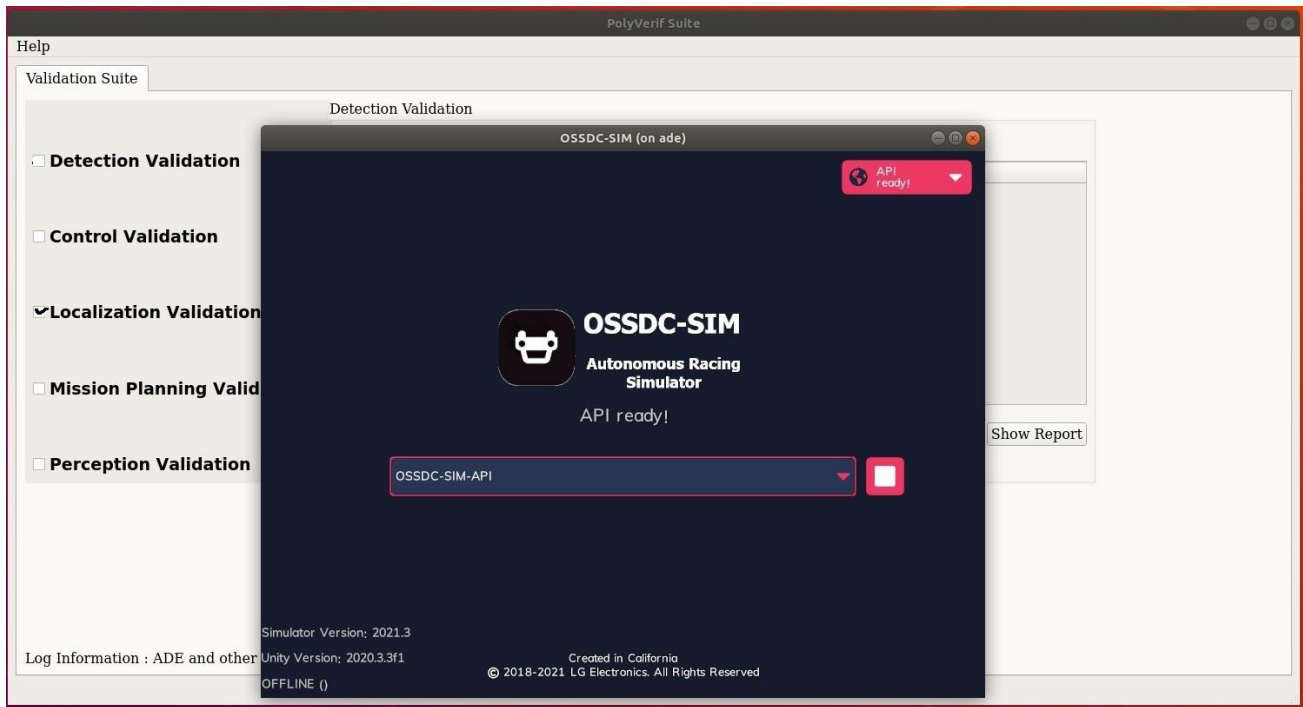 PolyVerif Suite
Help
Validation Suite
Detection Validation
OSSDC-SIM (on ade)
API
ready!
Detection Validation
Control Validation
Localization Validation
Mission Planning Valid
Perception Validation
OSSDC-SIM
Autonomous Racing
Simulator
API ready!
Show Report
OSSDC-SIM-API
Simulator Version: 2021.3
Log Information : ADE and other
Unity Version: 2020.3.3f1
Created in California
© 2018-2021 LG Electronics. All Rights Reserved
OFFLINE ()